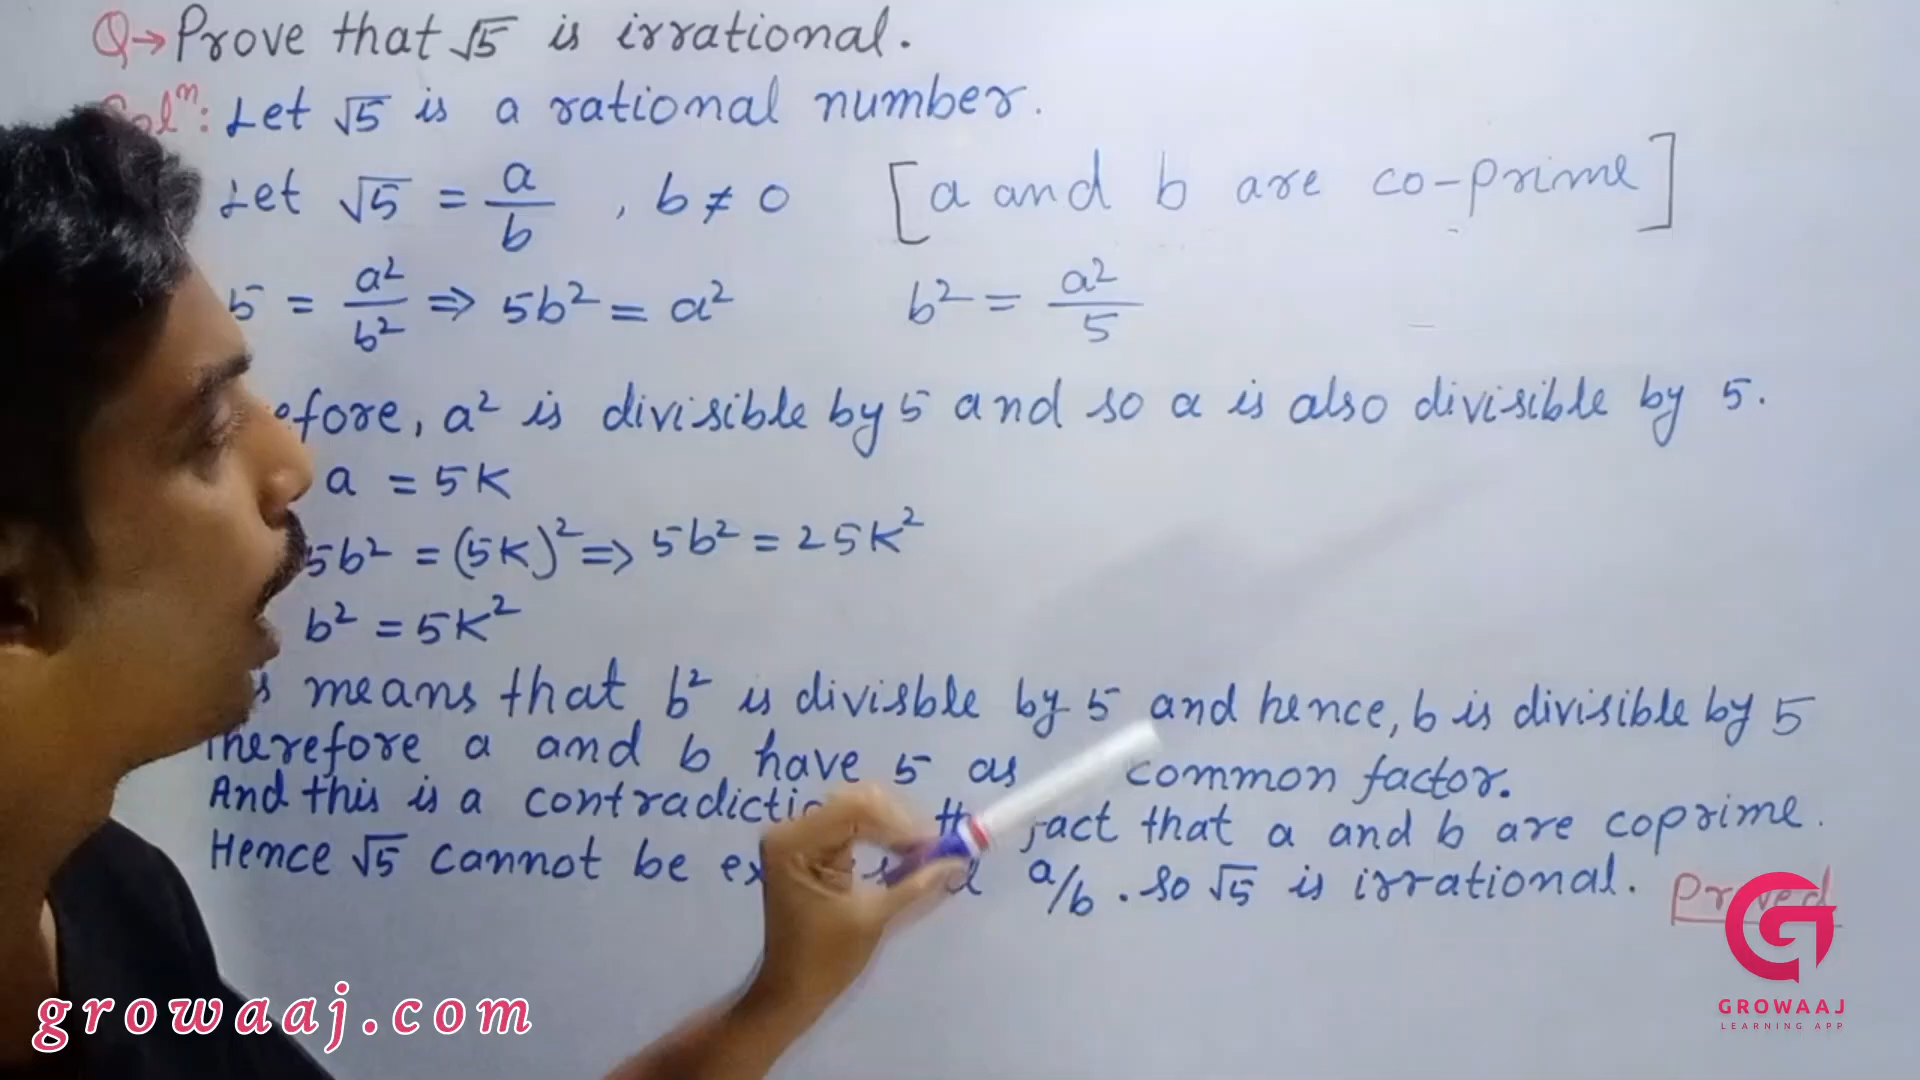 Q→ Prove that √5 is irrational.
Solⁿ: Let √5 is a rational number.
Let √5 = a/b , b ≠ 0 [a and b are co-prime]
5 = a²/b² ⇒ 5b² = a² b² = a²/5
a² is divisible by 5 and so a is also divisible by 5.
a = 5K
5b² = (5K)² ⇒ 5b² = 25K²
b² = 5K²
means that b² is divisble by 5 and hence, b is divisible by 5
Therefore a and b have 5 as common factor.
And this is a fact that a and b are coprime.
Hence √5 cannot be a/b . So √5 is irrational. Proved
growaaj.com
GROWAAJ
LEARNING APP